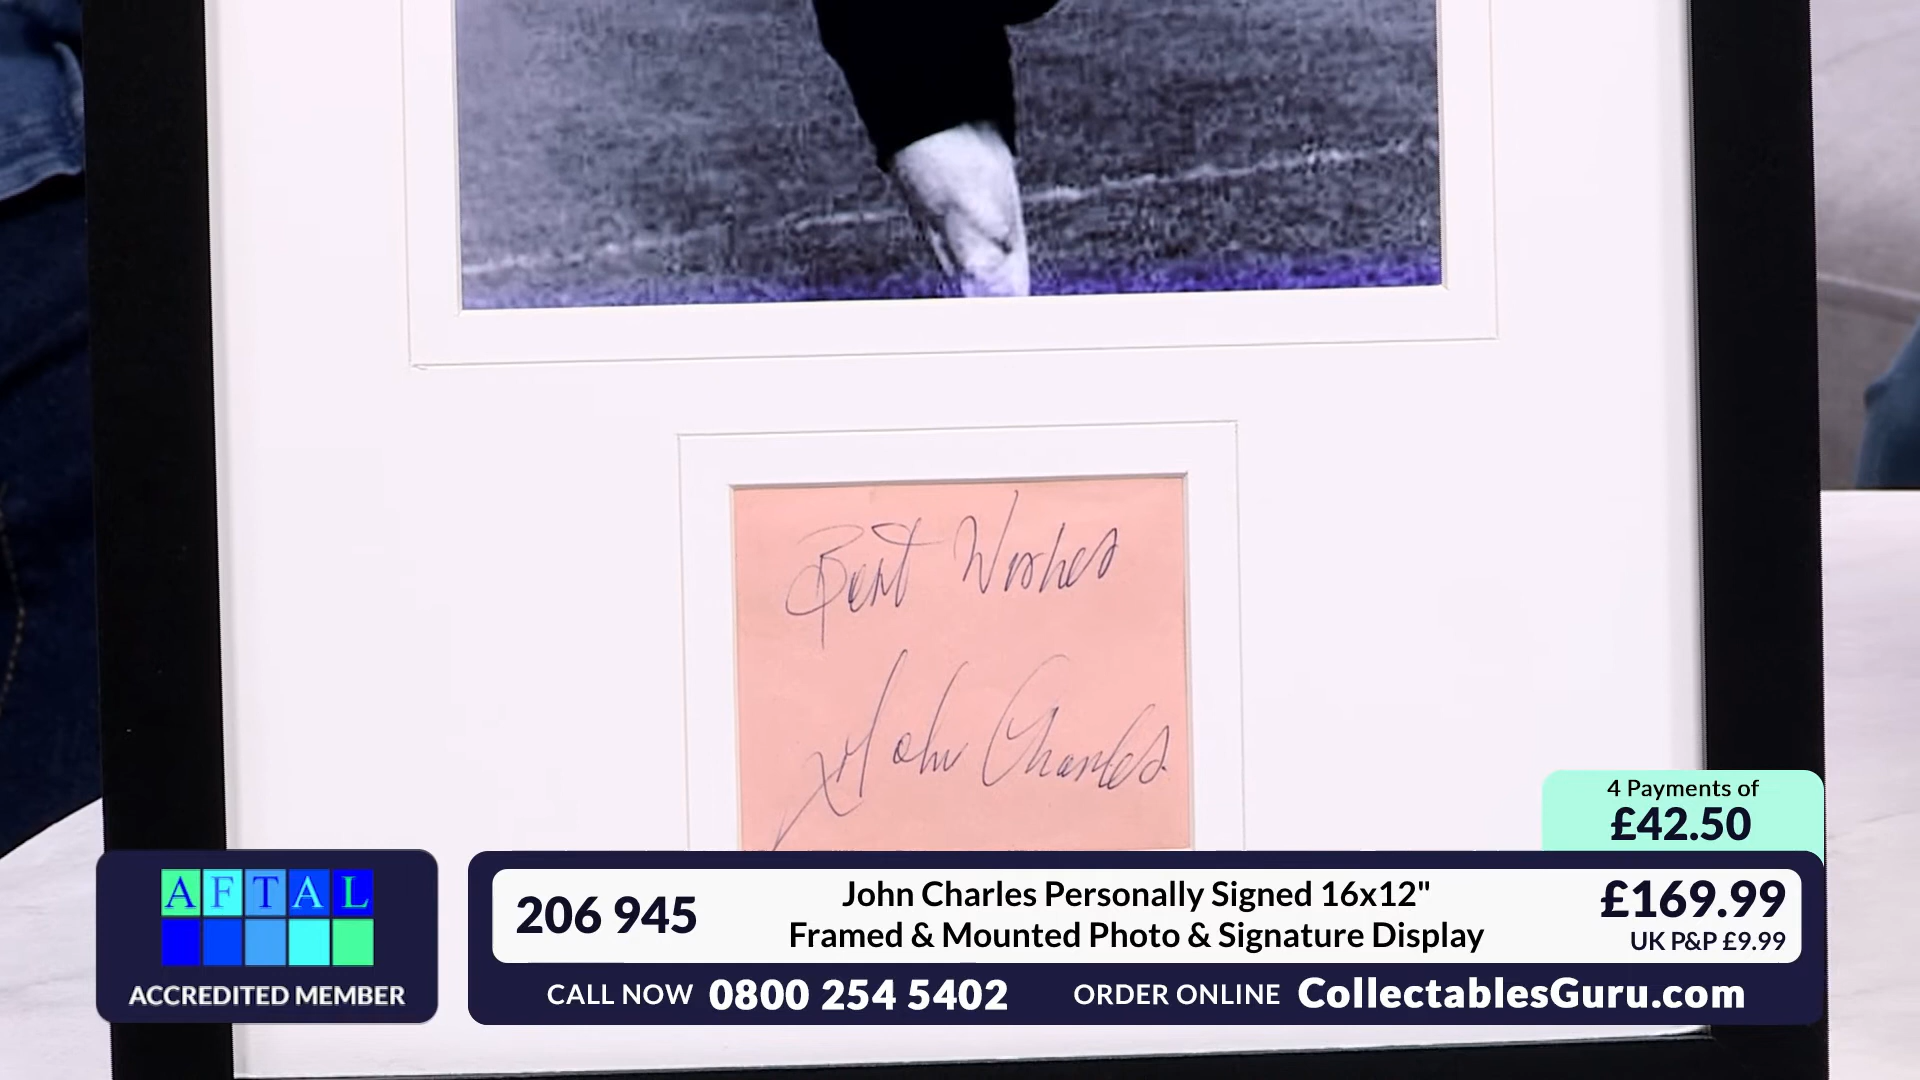 Best Wishes
John Charles
4 Payments of
£42.50
AFTAL
ACCREDITED MEMBER
206 945
John Charles Personally Signed 16x12"
Framed & Mounted Photo & Signature Display
£169.99
UK P&P £9.99
CALL NOW 0800 254 5402
ORDER ONLINE CollectablesGuru.com